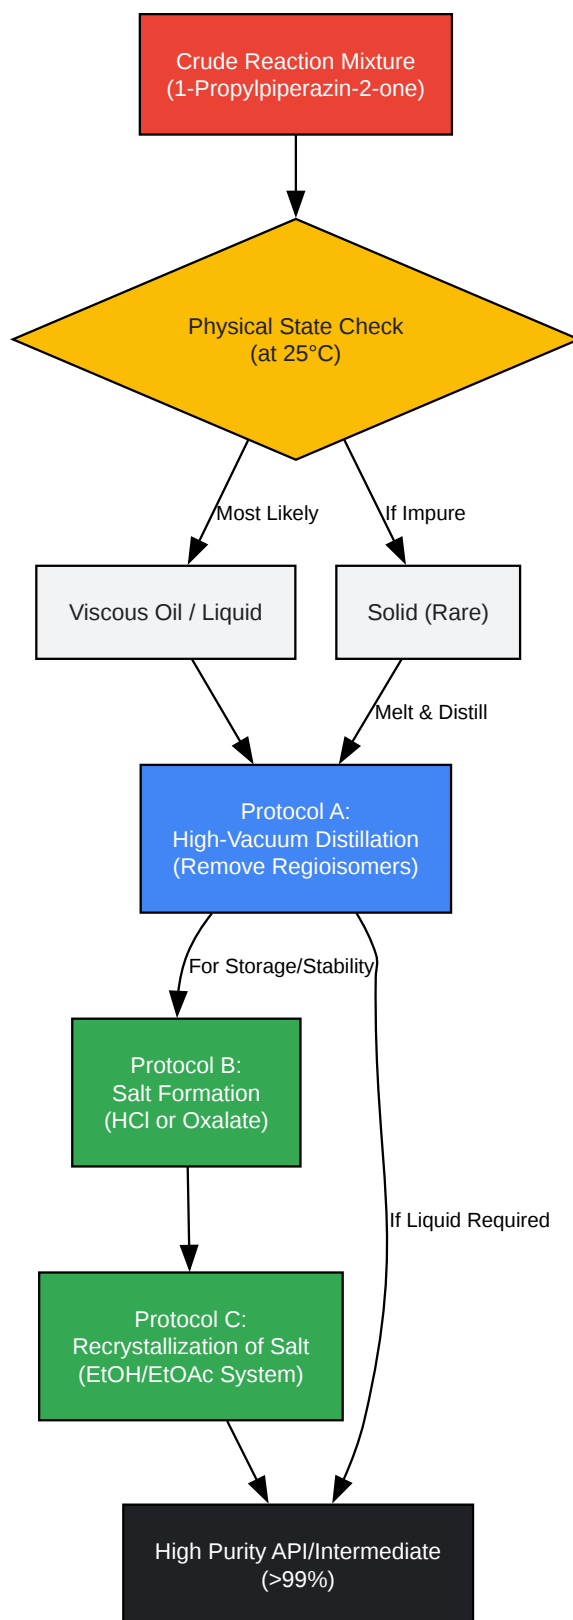 Crude Reaction Mixture
(1-Propylpiperazin-2-one)
Physical State Check
(at 25°C)
Most Likely
If Impure
Viscous Oil / Liquid
Solid (Rare)
Melt & Distill
Protocol A:
High-Vacuum Distillation
(Remove Regioisomers)
For Storage/Stability
Protocol B:
Salt Formation
(HCl or Oxalate)
If Liquid Required
Protocol C:
Recrystallization of Salt
(EtOH/EtOAc System)
High Purity API/Intermediate
(>99%)